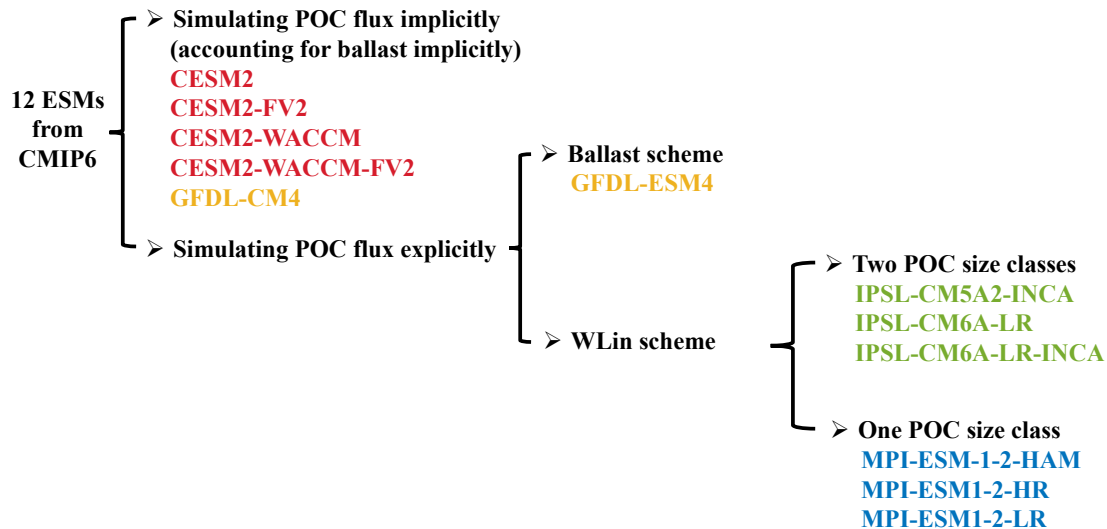 12 ESMs
from
CMIP6
➢ Simulating POC flux implicitly
(accounting for ballast implicitly)
CESM2
CESM2-FV2
CESM2-WACCM
CESM2-WACCM-FV2
GFDL-CM4
➢ Simulating POC flux explicitly
➢ Ballast scheme
GFDL-ESM4
➢ WLin scheme
➢ Two POC size classes
IPSL-CM5A2-INCA
IPSL-CM6A-LR
IPSL-CM6A-LR-INCA
➢ One POC size class
MPI-ESM-1-2-HAM
MPI-ESM1-2-HR
MPI-ESM1-2-LR